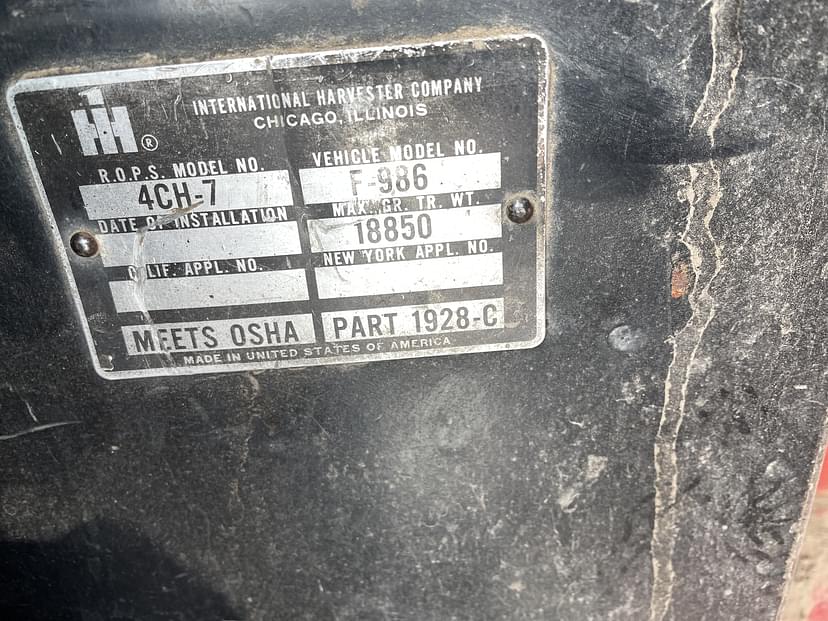 IH ®
INTERNATIONAL HARVESTER COMPANY
CHICAGO, ILLINOIS
R.O.P.S. MODEL NO.
4CH-7
VEHICLE MODEL NO.
F-986
DATE OF INSTALLATION
MAX. GR. TR. WT.
18850
CALIF. APPL. NO.
NEW YORK APPL. NO.
MEETS OSHA
PART 1928-C
MADE IN UNITED STATES OF AMERICA